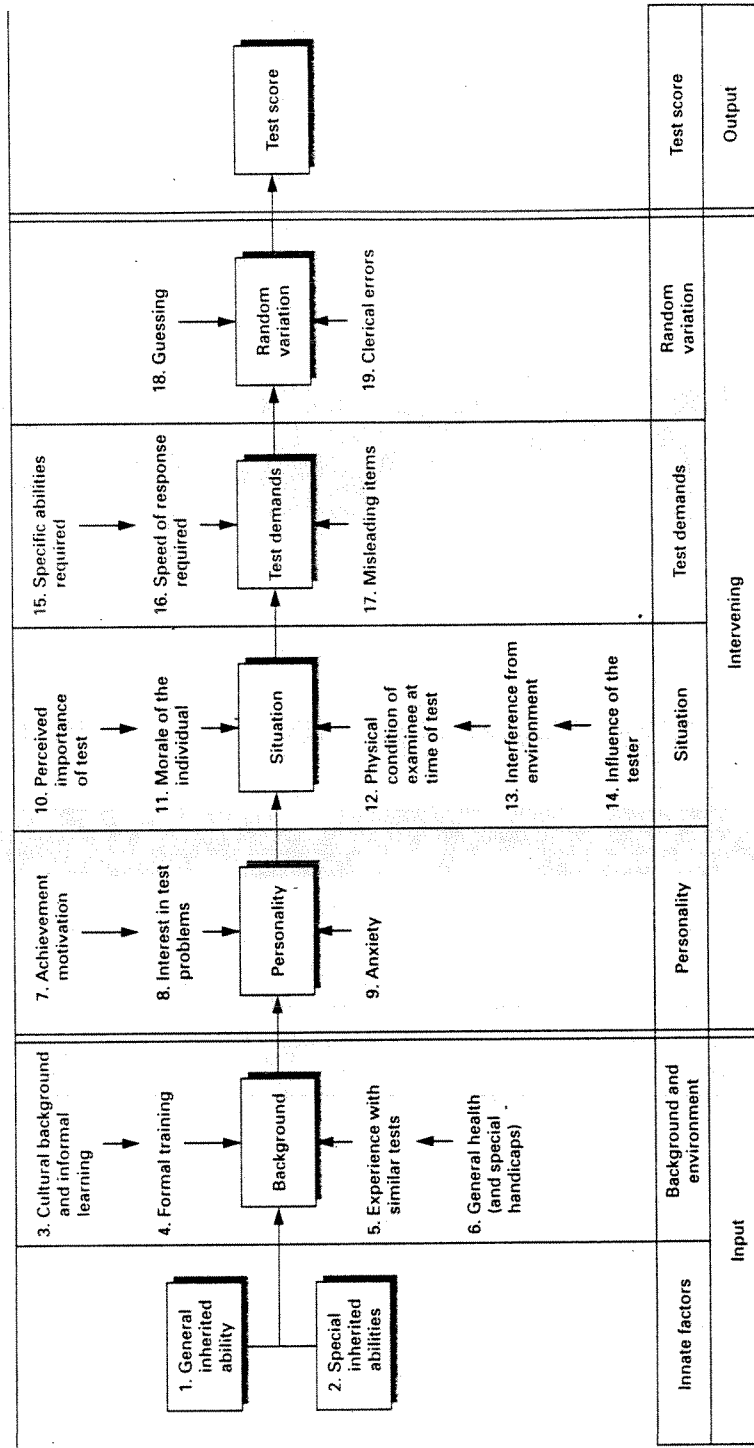 1. General
inherited
ability
2. Special
inherited
abilities
3. Cultural background
and informal
learning
4. Formal training
Background
5. Experience with
similar tests
6. General health
(and special
handicaps)
7. Achievement
motivation
8. Interest in test
problems
Personality
9. Anxiety
10. Perceived
importance
of test
11. Morale of the
individual
Situation
12. Physical
condition of
examinee at
time of test
13. Interference from
environment
14. Influence of the
tester
15. Specific abilities
required
16. Speed of response
required
Test demands
17. Misleading items
18. Guessing
Random
variation
19. Clerical errors
Test score
Innate factors
Background and
environment
Personality
Situation
Test demands
Random
variation
Test score
Input
Intervening
Output